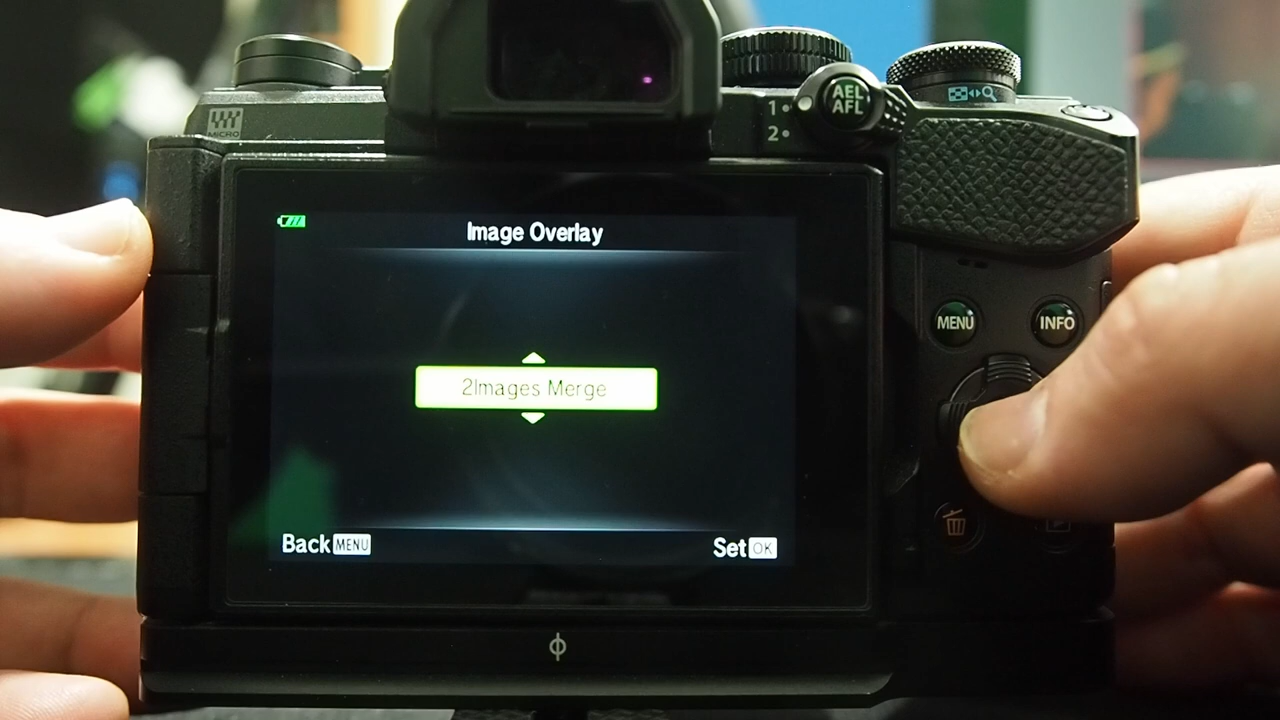 AEL
AFL
1
2
MICRO
Image Overlay
2Images Merge
MENU
INFO
Back MENU
Set OK